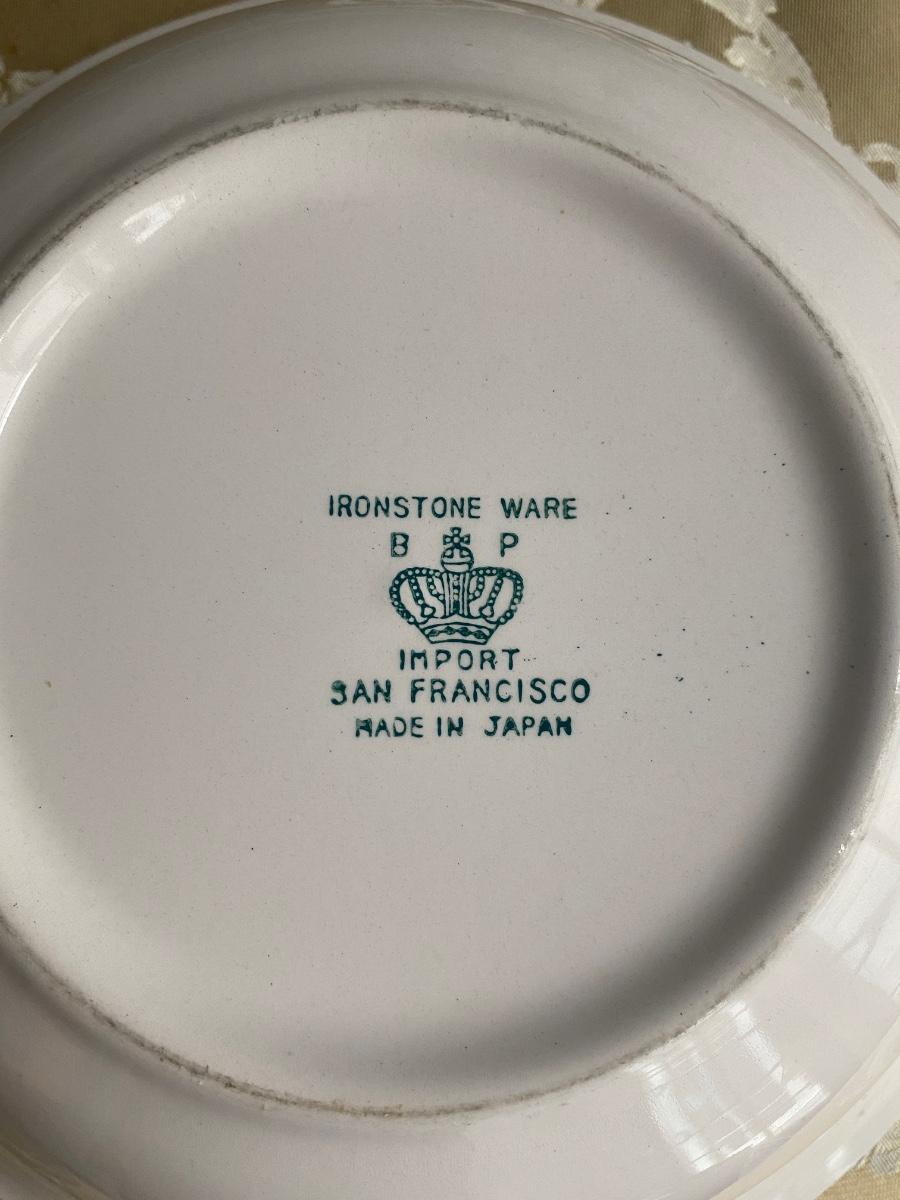 IRONSTONE WARE
B P
IMPORT
SAN FRANCISCO
MADE IN JAPAN